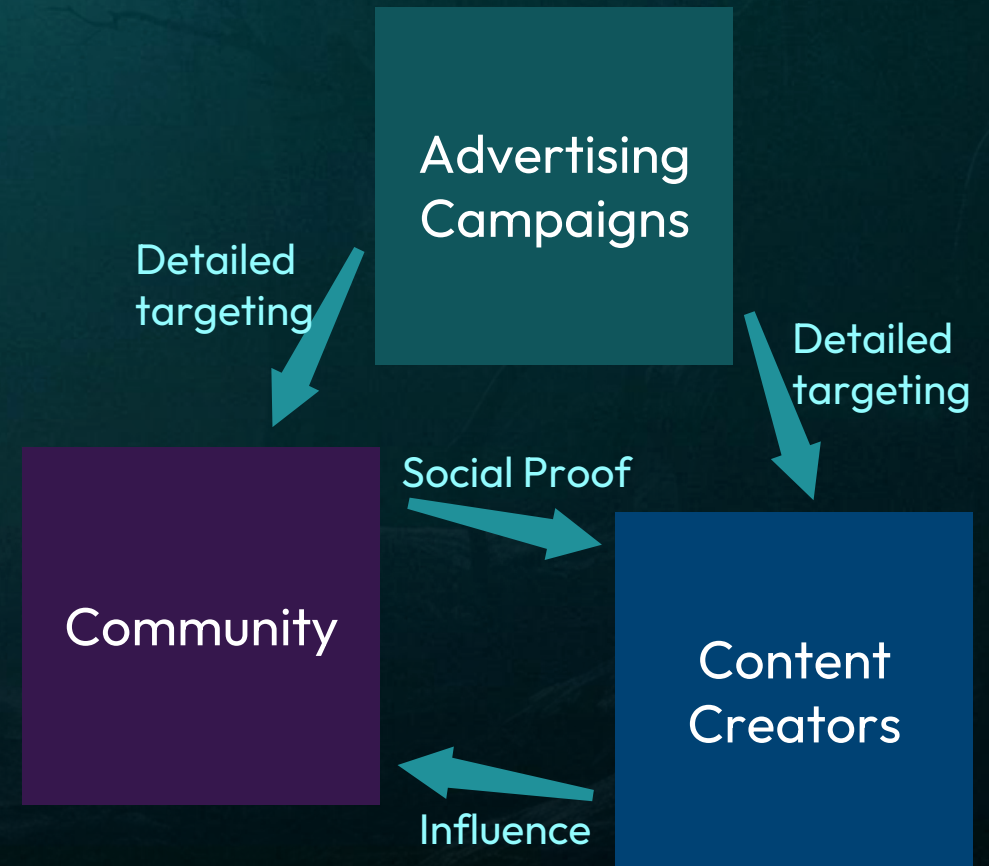 Advertising
Campaigns
Detailed
targeting
Detailed
targeting
Social Proof
Community
Content
Creators
Influence